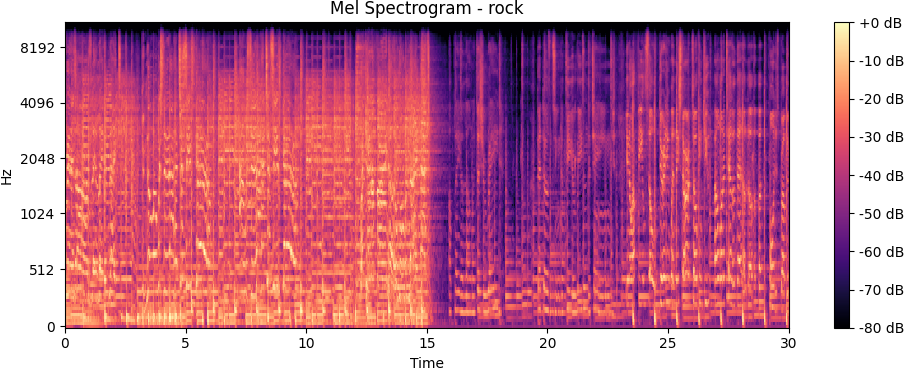 Mel Spectrogram - rock
Hz
8192
4096
2048
1024
512
0
0 5 10 15 20 25 30
Time
+0 dB
-10 dB
-20 dB
-30 dB
-40 dB
-50 dB
-60 dB
-70 dB
-80 dB